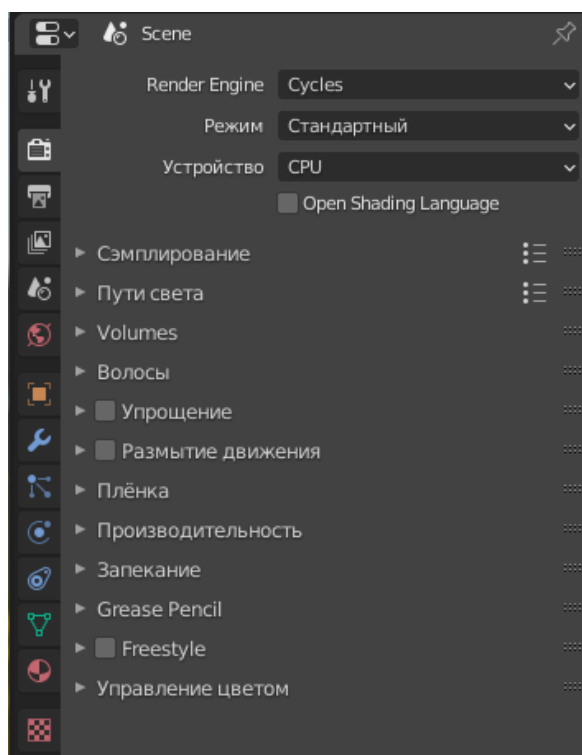 Scene
Render Engine Cycles
Режим Стандартный
Устройство CPU
Open Shading Language
Сэмплирование
Пути света
Volumes
Волосы
Упрощение
Размытие движения
Плёнка
Производительность
Запекание
Grease Pencil
Freestyle
Управление цветом